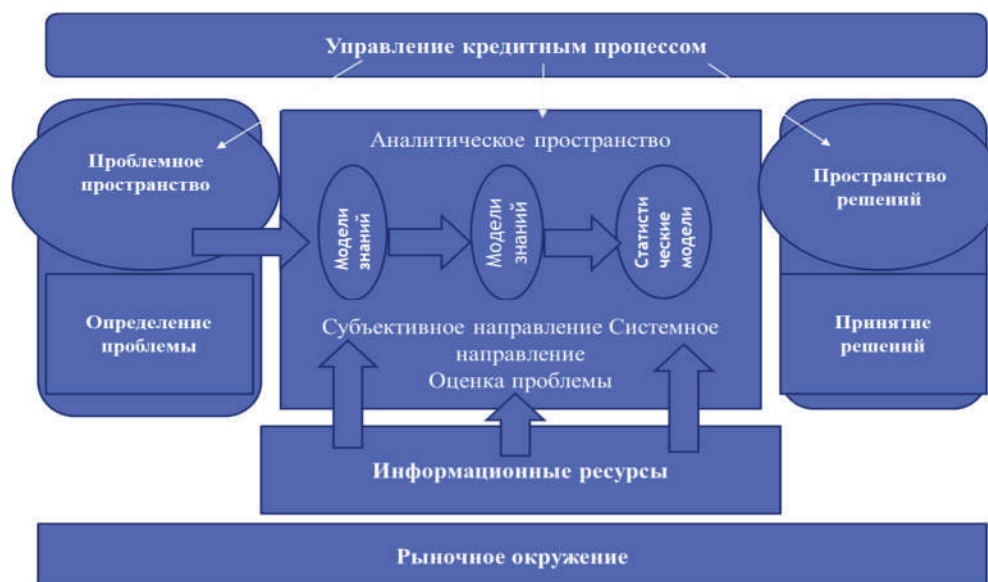 Управление кредитным процессом
Проблемное
пространство
Аналитическое пространство
Пространство
решений
Модели
знаний
Модели
знаний
Статисти
ческие
модели
Определение
проблемы
Субъективное направление Системное
направление
Оценка проблемы
Принятие
решений
Информационные ресурсы
Рыночное окружение